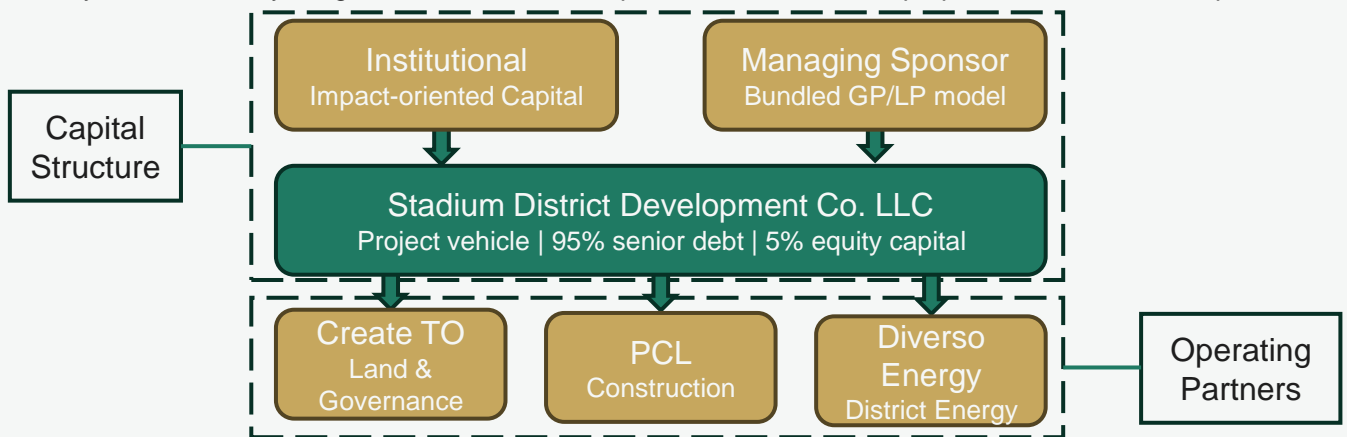 Institutional
Impact-oriented Capital
Managing Sponsor
Bundled GP/LP model
Capital
Structure
Stadium District Development Co. LLC
Project vehicle | 95% senior debt | 5% equity capital
Create TO
Land &
Governance
PCL
Construction
Diverso
Energy
District Energy
Operating
Partners